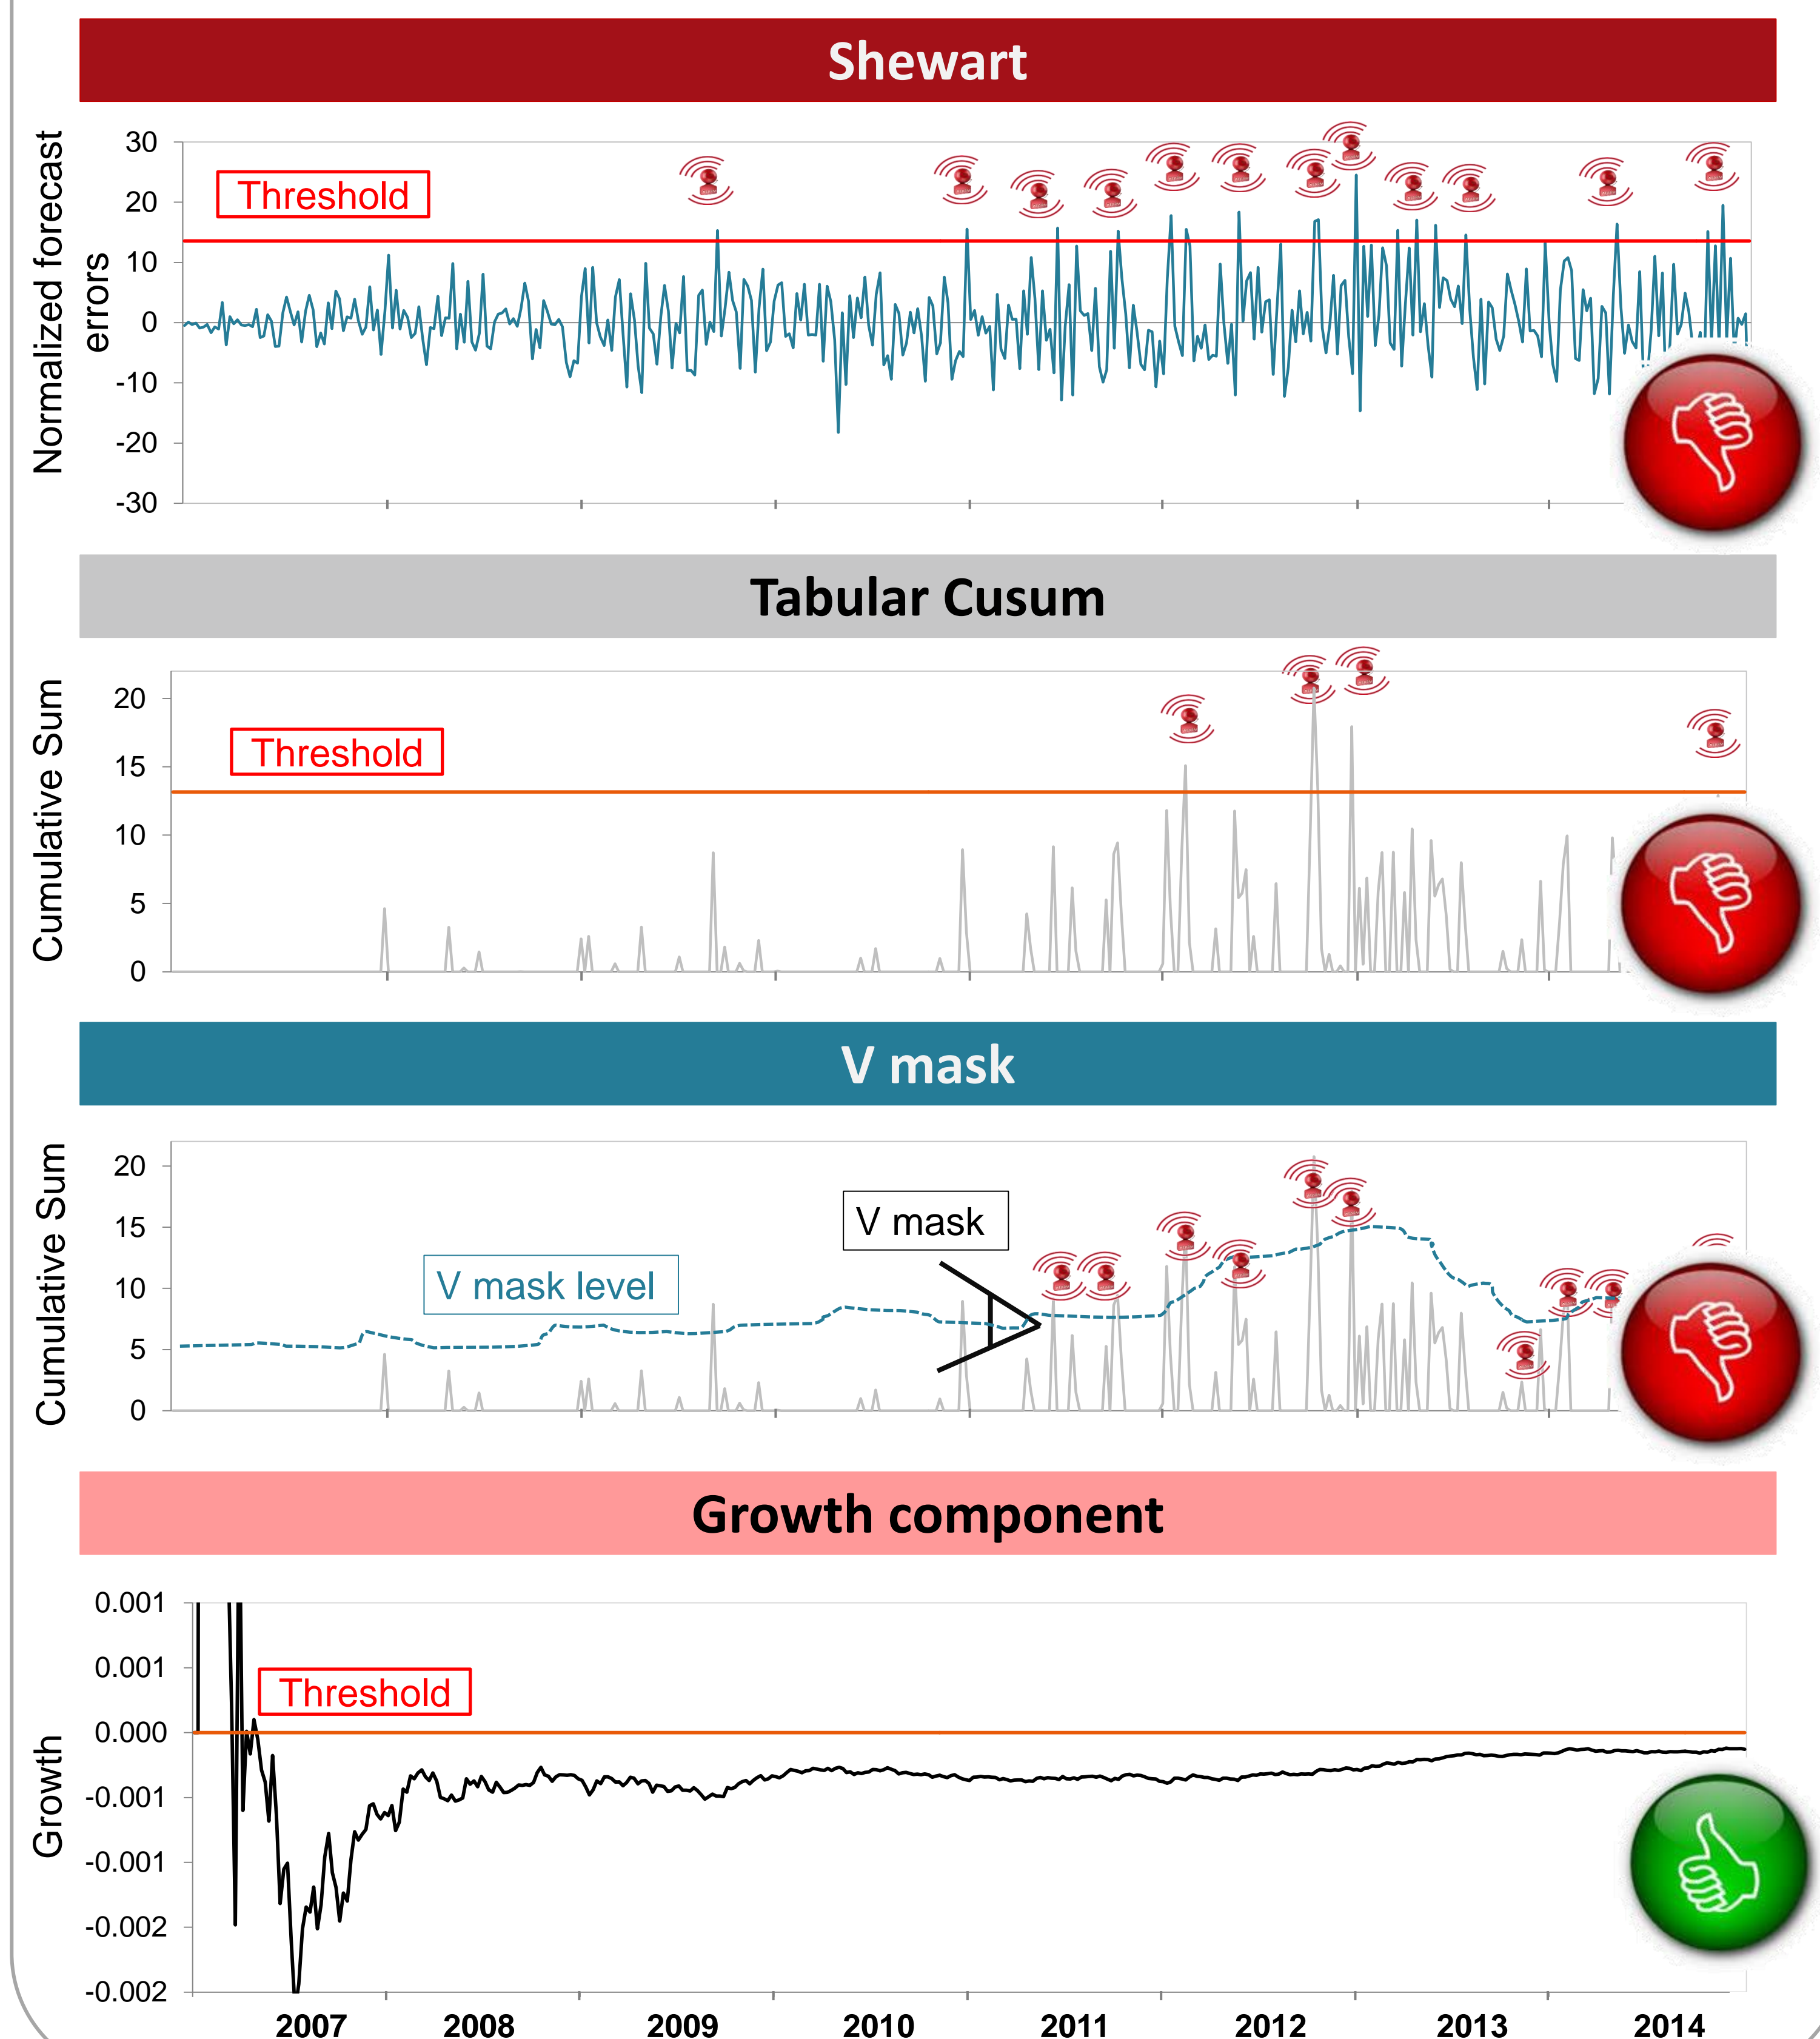 Shewart
Normalized forecast
errors
30
20
10
0
-10
-20
-30
Threshold
Tabular Cusum
Cumulative Sum
20
15
10
5
0
Threshold
V mask
Cumulative Sum
20
15
10
5
0
V mask level
V mask
Growth component
Growth
0.001
0.001
0.000
-0.001
-0.001
-0.002
-0.002
Threshold
2007 2008 2009 2010 2011 2012 2013 2014